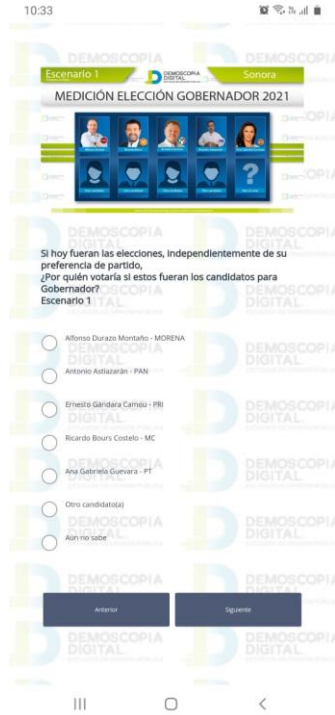 10:33
Escenario 1
DEMOSCOPIA
DIGITAL
Sonora
MEDICIÓN ELECCIÓN GOBERNADOR 2021
Si hoy fueran las elecciones, independientemente de su
preferencia de partido,
¿Por quién votaría si estos fueran los candidatos para
Gobernador?
Escenario 1
Alfonso Durazo Montaño - MORENA
Antonio Astiazarán - PAN
Ernesto Gándara Camou - PRI
Ricardo Bours Costelo - MC
Ana Gabriela Guevara - PT
Otro candidato(a)
Aún no sabe
Anterior
Siguiente
DEMOSCOPIA
DIGITAL